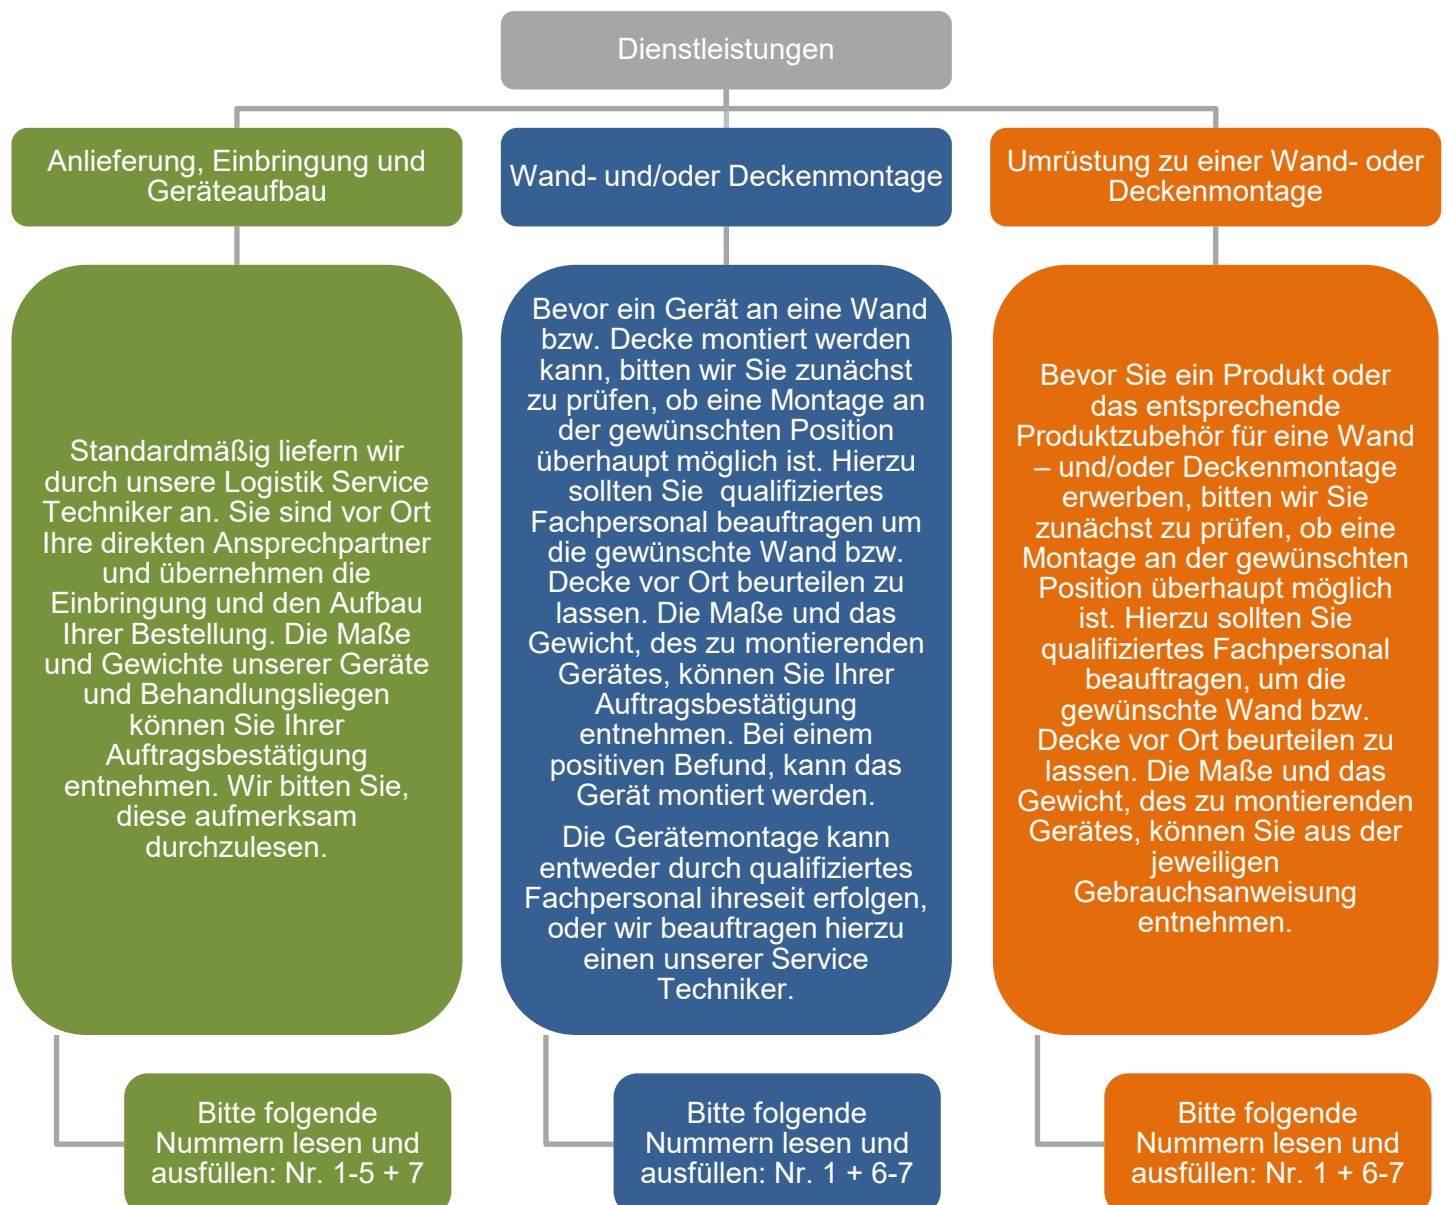 Dienstleistungen
Anlieferung, Einbringung und
Geräteaufbau
Standardmäßig liefern wir
durch unsere Logistik Service
Techniker an. Sie sind vor Ort
Ihre direkten Ansprechpartner
und übernehmen die
Einbringung und den Aufbau
Ihrer Bestellung. Die Maße
und Gewichte unserer Geräte
und Behandlungsliegen
können Sie Ihrer
Auftragsbestätigung
entnehmen. Wir bitten Sie,
diese aufmerksam
durchzulesen.
Bitte folgende
Nummern lesen und
ausfüllen: Nr. 1-5 + 7
Wand- und/oder Deckenmontage
Bevor ein Gerät an eine Wand
bzw. Decke montiert werden
kann, bitten wir Sie zunächst
zu prüfen, ob eine Montage an
der gewünschten Position
überhaupt möglich ist. Hierzu
sollten Sie  qualifiziertes
Fachpersonal beauftragen um
die gewünschte Wand bzw.
Decke vor Ort beurteilen zu
lassen. Die Maße und das
Gewicht, des zu montierenden
Gerätes, können Sie Ihrer
Auftragsbestätigung
entnehmen. Bei einem
positiven Befund, kann das
Gerät montiert werden.
Die Gerätemontage kann
entweder durch qualifiziertes
Fachpersonal ihreseit erfolgen,
oder wir beauftragen hierzu
einen unserer Service
Techniker.
Bitte folgende
Nummern lesen und
ausfüllen: Nr. 1 + 6-7
Umrüstung zu einer Wand- oder
Deckenmontage
Bevor Sie ein Produkt oder
das entsprechende
Produktzubehör für eine Wand
– und/oder Deckenmontage
erwerben, bitten wir Sie
zunächst zu prüfen, ob eine
Montage an der gewünschten
Position überhaupt möglich
ist. Hierzu sollten Sie
qualifiziertes Fachpersonal
beauftragen, um die
gewünschte Wand bzw.
Decke vor Ort beurteilen zu
lassen. Die Maße und das
Gewicht, des zu montierenden
Gerätes, können Sie aus der
jeweiligen
Gebrauchsanweisung
entnehmen.
Bitte folgende
Nummern lesen und
ausfüllen: Nr. 1 + 6-7